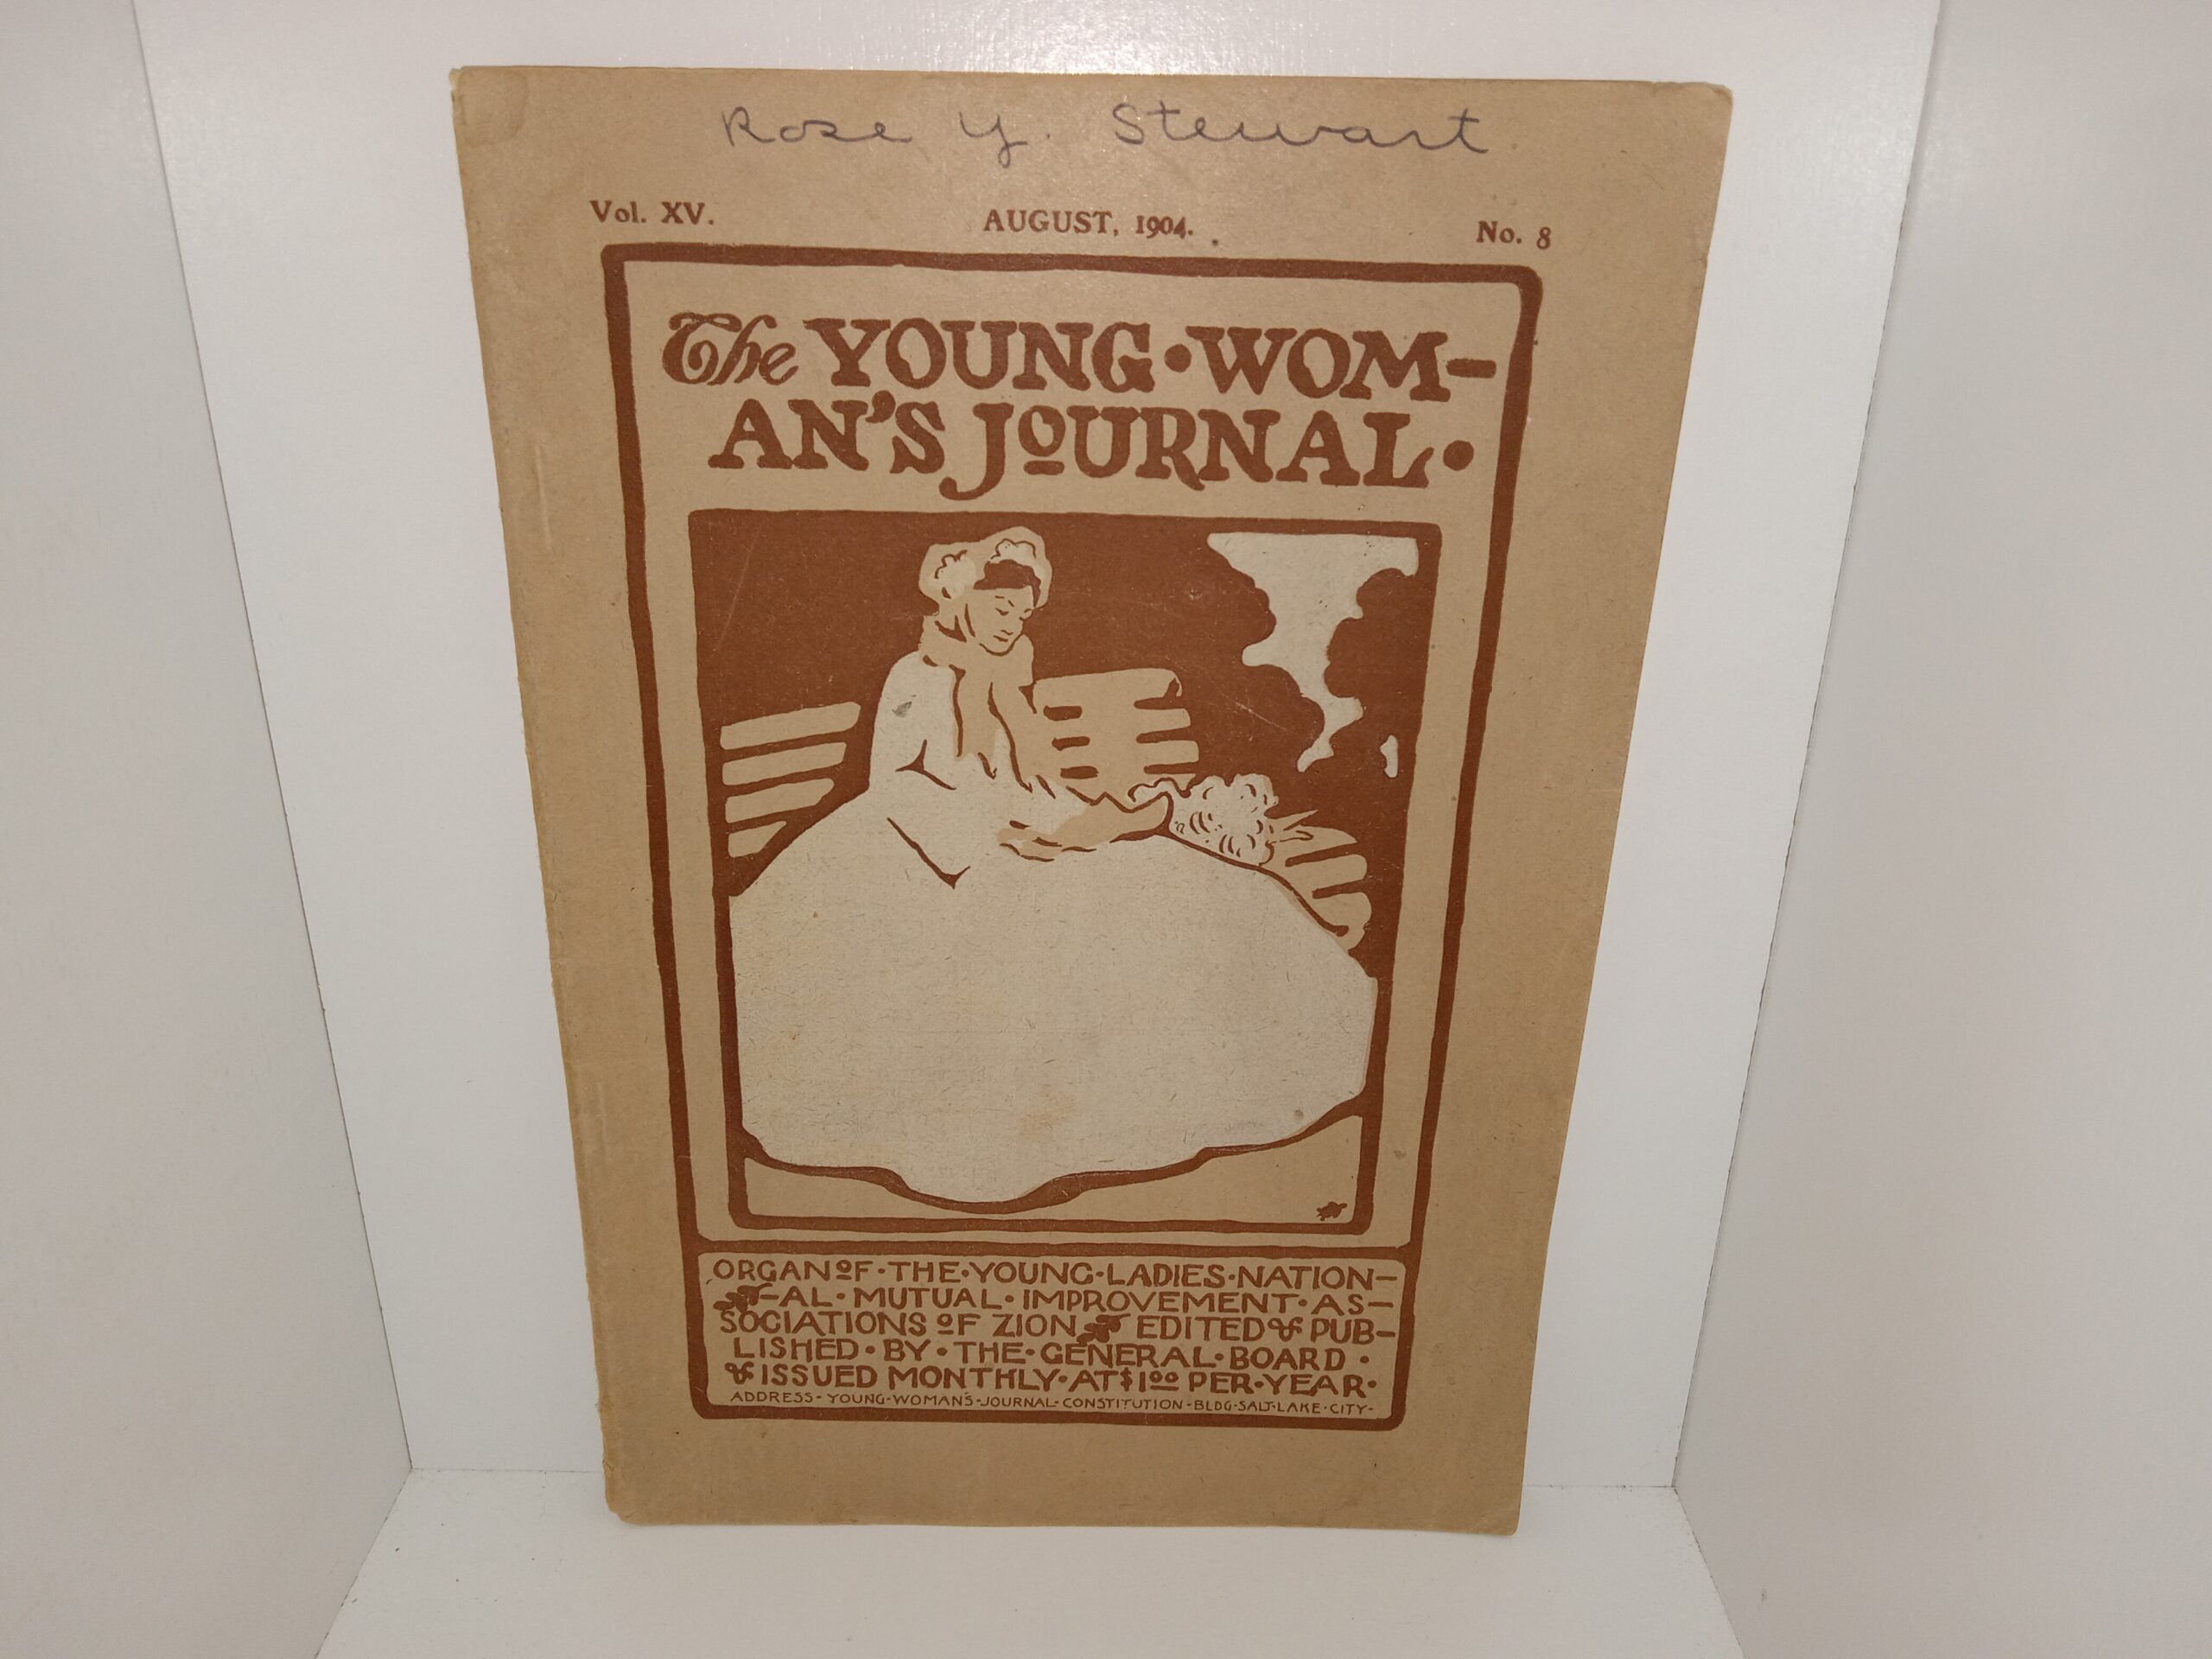 Rose Y. Stewart
Vol. XV. AUGUST, 1904. No. 8
The YOUNG·WOM-
AN'S JOURNAL·
ORGAN OF·THE·YOUNG·LADIES·NATION-
-AL·MUTUAL·IMPROVEMENT·AS-
SOCIATIONS OF ZION EDITED & PUB-
LISHED·BY·THE·GENERAL·BOARD·
& ISSUED MONTHLY·AT $1.00 PER·YEAR·
ADDRESS-YOUNG-WOMAN'S-JOURNAL-CONSTITUTION-BLDG-SALT-LAKE-CITY-